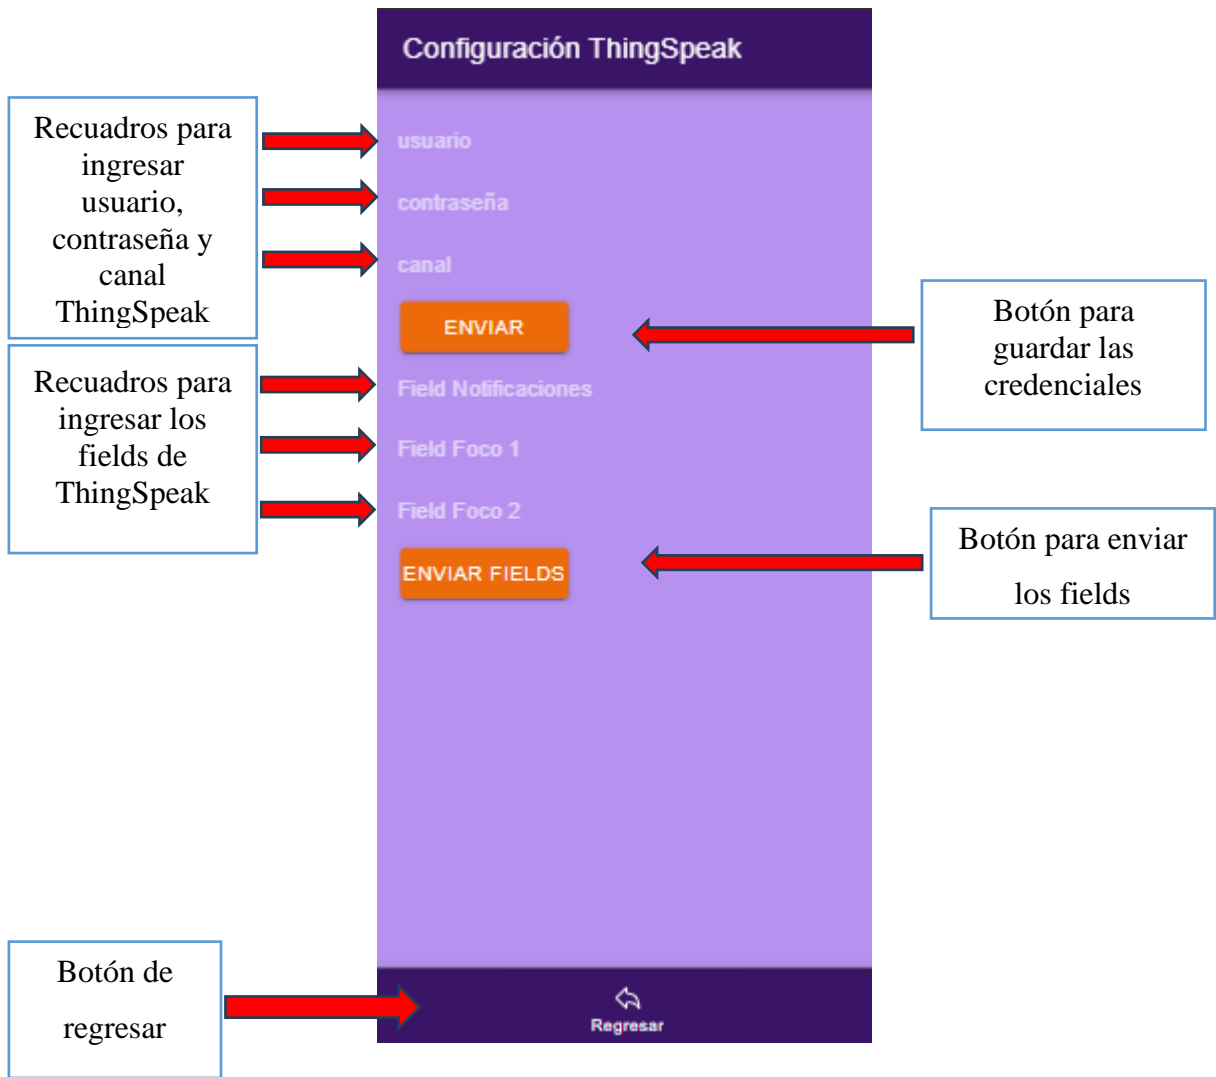 Configuración ThingSpeak
Recuadros para
ingresar
usuario,
contraseña y
canal
ThingSpeak
usuario
contraseña
canal
ENVIAR
Botón para
guardar las
credenciales
Recuadros para
ingresar los
fields de
ThingSpeak
Field Notificaciones
Field Foco 1
Field Foco 2
ENVIAR FIELDS
Botón para enviar
los fields
Botón de
regresar
Regresar